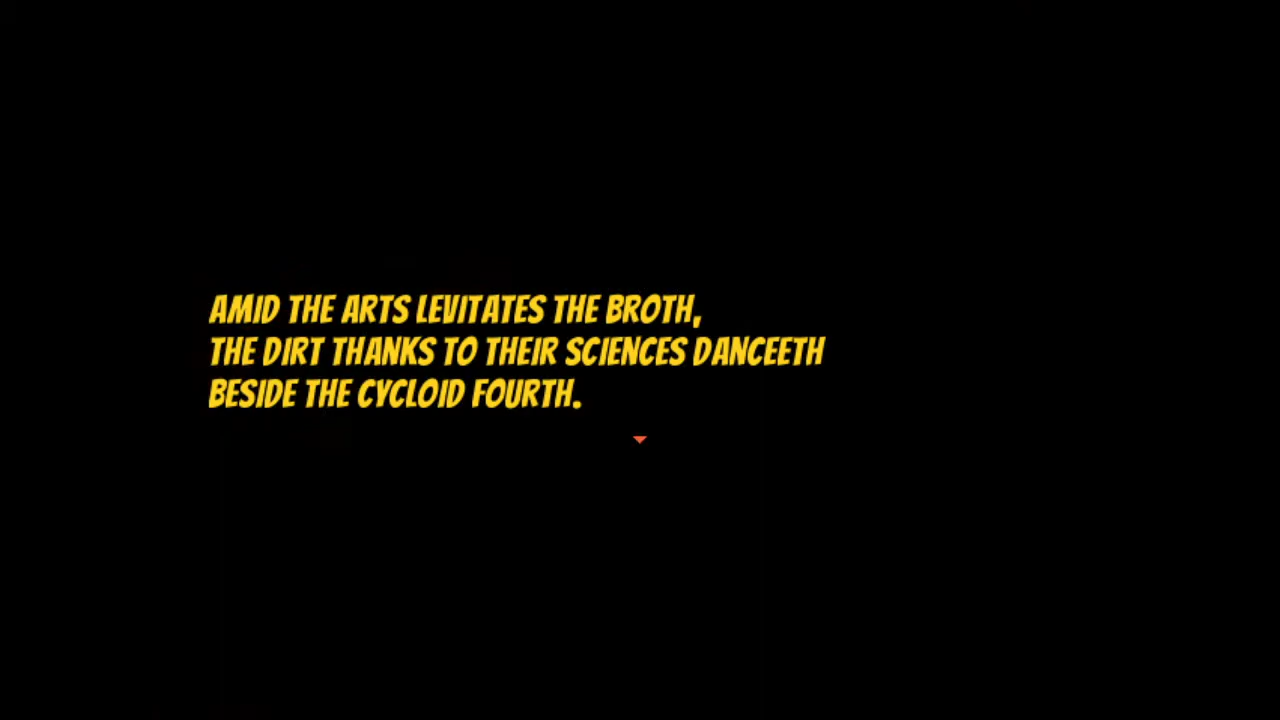 AMID THE ARTS LEVITATES THE BROTH,
THE DIRT THANKS TO THEIR SCIENCES DANCEETH
BESIDE THE CYCLOID FOURTH.